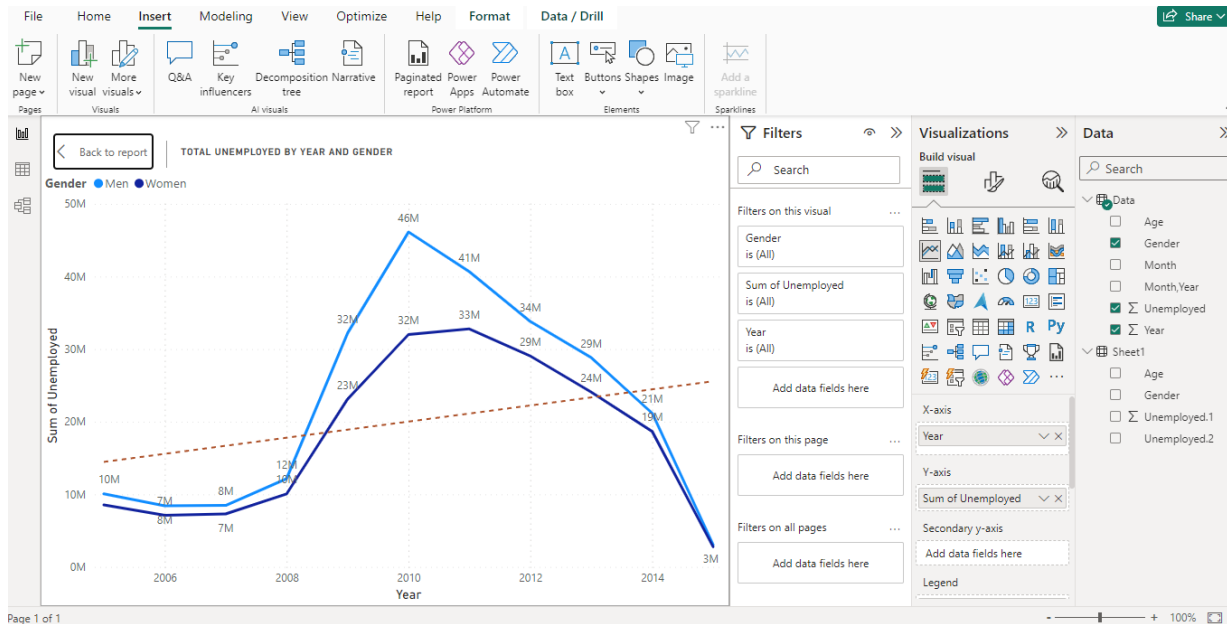 File Home Insert Modeling View Optimize Help Format Data / Drill Share
New page
New visual
More visuals
Q&A
Key influencers
Decomposition tree
Narrative
Paginated report
Power Apps
Power Automate
Text box
Buttons
Shapes
Image
Add a sparkline
Pages Visuals AI visuals Power Platform Elements Sparklines
Back to report
TOTAL UNEMPLOYED BY YEAR AND GENDER
Gender Men Women
50M
40M
30M
20M
10M
0M
Sum of Unemployed
10M
7M
8M
8M
7M
12M
10M
32M
23M
46M
32M
41M
33M
34M
29M
29M
24M
21M
19M
3M
2006 2008 2010 2012 2014
Year
Filters
Search
Filters on this visual ...
Gender
is (All)
Sum of Unemployed
is (All)
Year
is (All)
Add data fields here
Filters on this page ...
Add data fields here
Filters on all pages ...
Add data fields here
Visualizations
Build visual
123
R Py
123
...
X-axis
Year
Y-axis
Sum of Unemployed
Secondary y-axis
Add data fields here
Legend
Data
Search
Data
Age
Gender
Month
Month,Year
Σ Unemployed
Σ Year
Sheet1
Age
Gender
Σ Unemployed.1
Unemployed.2
Page 1 of 1
- + 100%